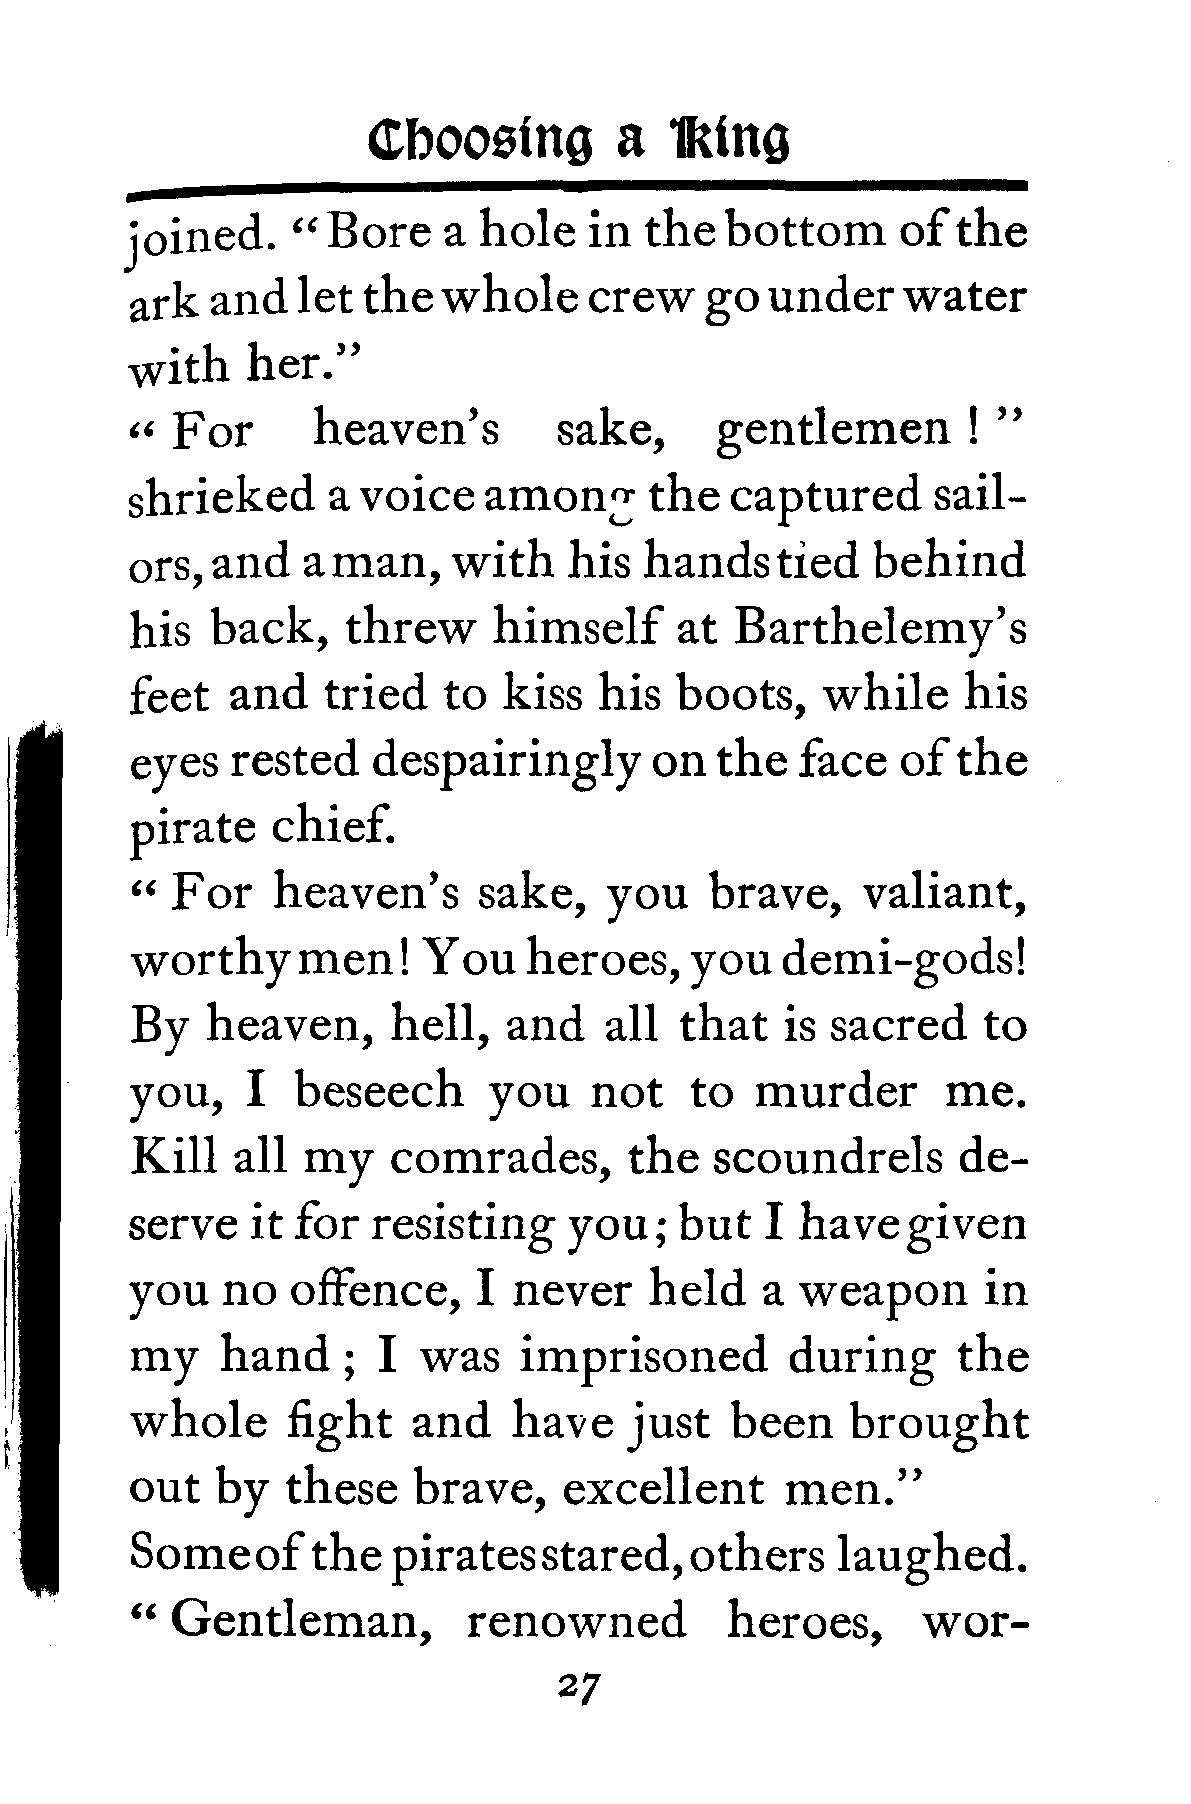 Choosing a King
joined. “Bore a hole in the bottom of the
ark and let the whole crew go under water
with her.”
“For heaven’s sake, gentlemen!”
shrieked a voice among the captured sail-
ors, and a man, with his hands tied behind
his back, threw himself at Barthelemy’s
feet and tried to kiss his boots, while his
eyes rested despairingly on the face of the
pirate chief.
“For heaven’s sake, you brave, valiant,
worthy men! You heroes, you demi-gods!
By heaven, hell, and all that is sacred to
you, I beseech you not to murder me.
Kill all my comrades, the scoundrels de-
serve it for resisting you; but I have given
you no offence, I never held a weapon in
my hand; I was imprisoned during the
whole fight and have just been brought
out by these brave, excellent men.”
Some of the pirates stared, others laughed.
“Gentleman, renowned heroes, wor-
27